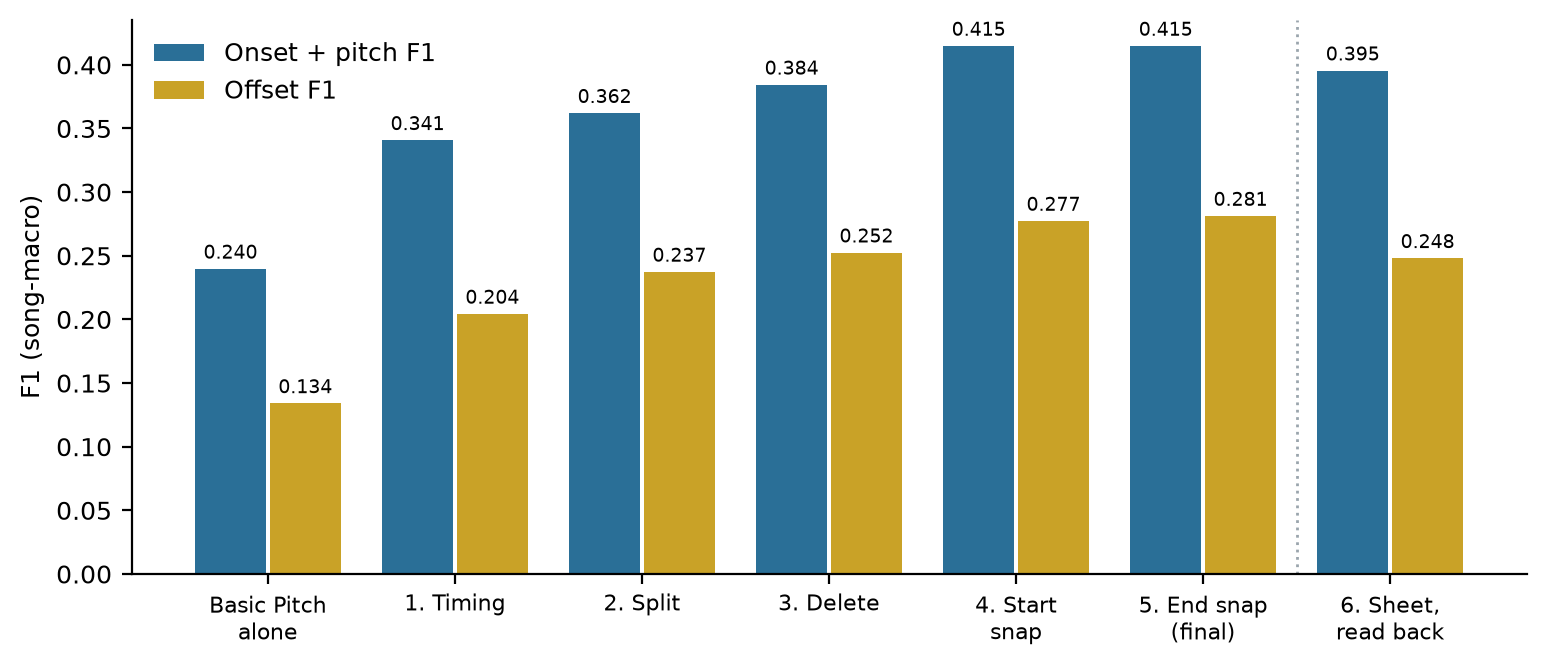 Onset + pitch F1
Offset F1
F1 (song-macro)
0.40
0.35
0.30
0.25
0.20
0.15
0.10
0.05
0.00
0.240
0.134
0.341
0.204
0.362
0.237
0.384
0.252
0.415
0.277
0.415
0.281
0.395
0.248
Basic Pitch
alone
1. Timing
2. Split
3. Delete
4. Start
snap
5. End snap
(final)
6. Sheet,
read back